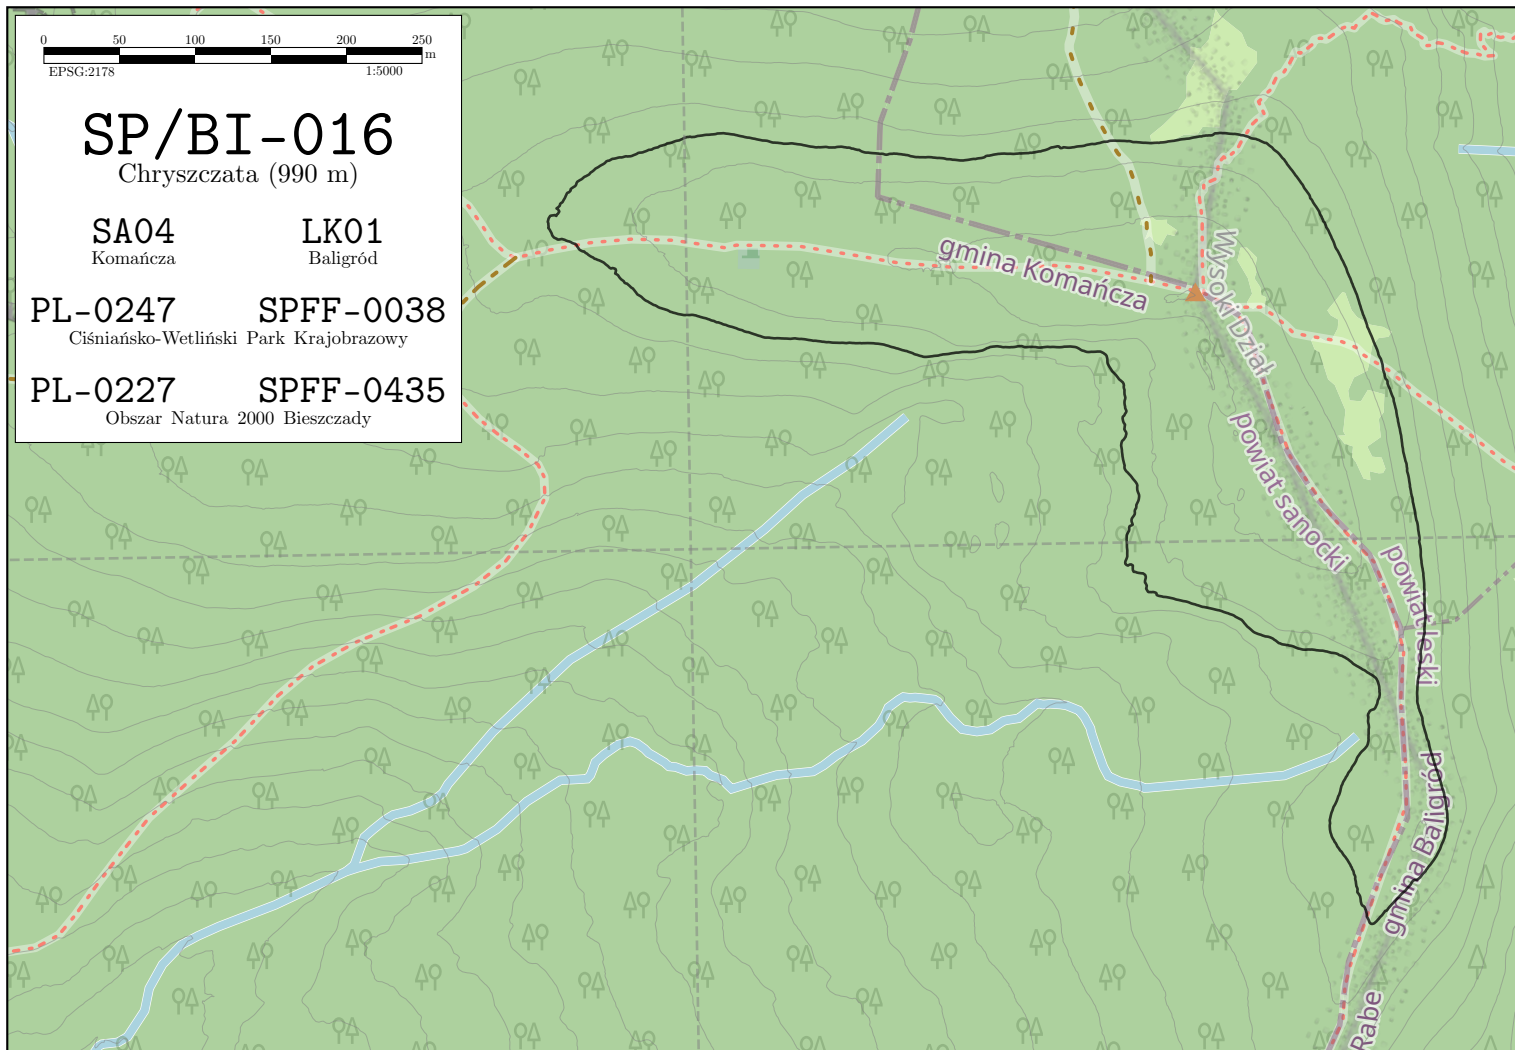 0 50 100 150 200 250
m
EPSG:2178 1:5000
SP/BI-016
Chryszczata (990 m)
SA04 LK01
Komańcza Baligród
PL-0247 SPFF-0038
Ciśniańsko-Wetliński Park Krajobrazowy
PL-0227 SPFF-0435
Obszar Natura 2000 Bieszczady
gmina Komańcza
Wysoki Dział
powiat sanocki
powiat leski
gmina Baligród
Rabe